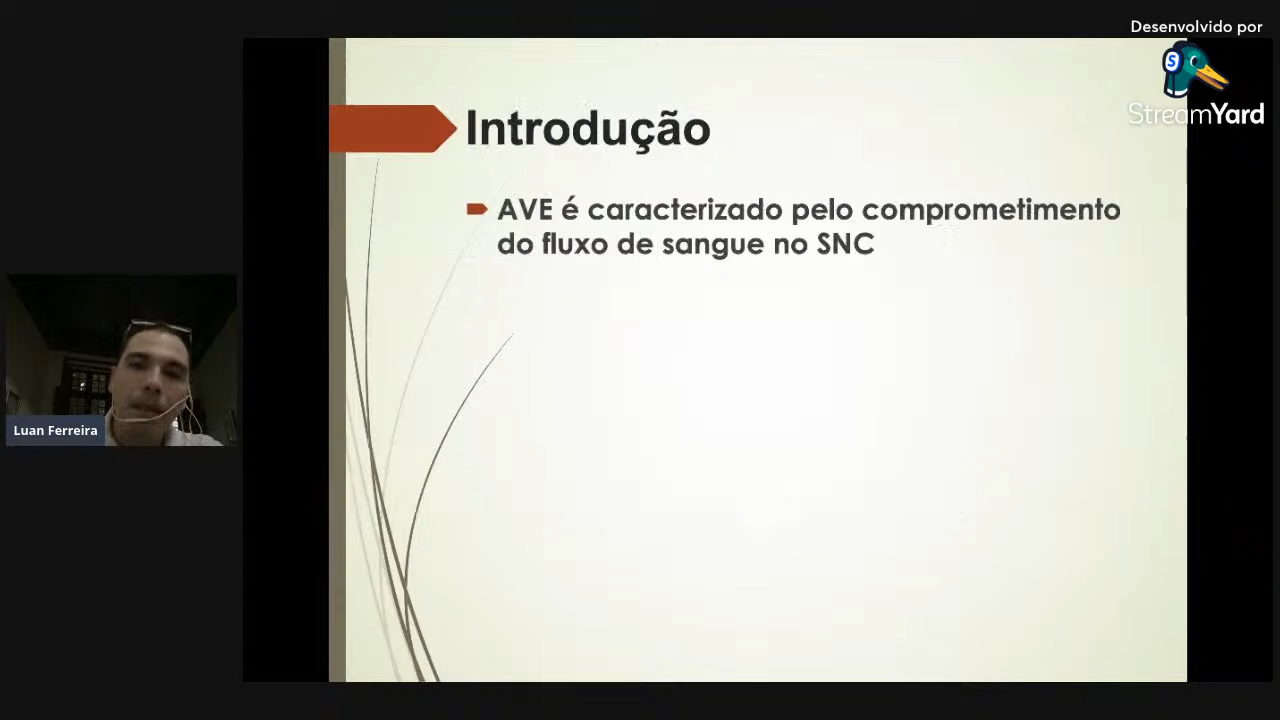 Desenvolvido por
S
StreamYard
Introdução
AVE é caracterizado pelo comprometimento
do fluxo de sangue no SNC
Luan Ferreira